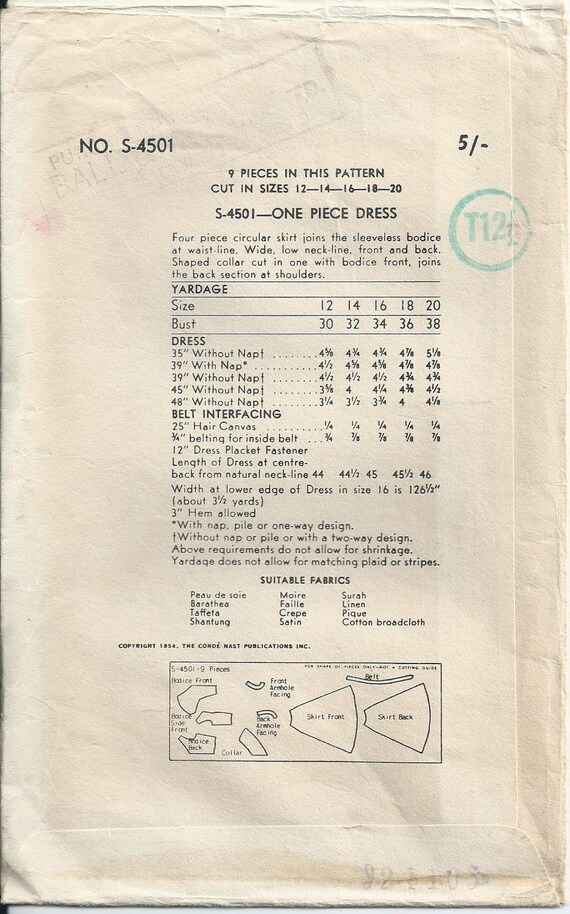 NO. S-4501
5/-
9 PIECES IN THIS PATTERN
CUT IN SIZES 12—14—16—18—20
S-4501—ONE PIECE DRESS
T12
Four piece circular skirt joins the sleeveless bodice
at waist-line. Wide, low neck-line, front and back.
Shaped collar cut in one with bodice front, joins
the back section at shoulders.
YARDAGE
Size 12 14 16 18 20
Bust 30 32 34 36 38
DRESS
35" Without Nap† ........ 4⅝ 4¾ 4¾ 4⅞ 5⅛
39" With Nap* ........... 4½ 4⅝ 4⅝ 4⅞ 4⅞
39" Without Nap† ........ 4½ 4½ 4½ 4¾ 4¾
45" Without Nap† ........ 3⅝ 4 4¼ 4⅜ 4½
48" Without Nap† ........ 3¼ 3½ 3¾ 4 4⅛
BELT INTERFACING
25" Hair Canvas .......... ¼ ¼ ¼ ¼ ¼
¾" belting for inside belt ... ¾ ⅞ ⅞ ⅞ ⅞
12" Dress Placket Fastener
Length of Dress at centre-
back from natural neck-line 44 44½ 45 45½ 46
Width at lower edge of Dress in size 16 is 126½"
(about 3½ yards)
3" Hem allowed
*With nap, pile or one-way design.
†Without nap or pile or with a two-way design.
Above requirements do not allow for shrinkage.
Yardage does not allow for matching plaid or stripes.
SUITABLE FABRICS
Peau de soie Moire Surah
Barathea Faille Linen
Taffeta Crepe Pique
Shantung Satin Cotton broadcloth
COPYRIGHT 1954, THE CONDÉ NAST PUBLICATIONS INC.
S-4501-9 Pieces
FOR SHAPE OF PIECES ONLY—NOT A CUTTING GUIDE
Bodice Front
Front
Armhole
Facing
Belt
Bodice
Side
Front
Back
Armhole
Facing
Skirt Front
Skirt Back
Bodice
Back
Collar